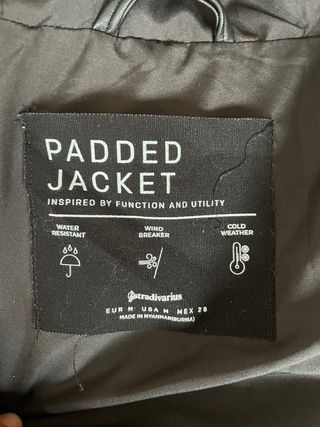 PADDED
JACKET
INSPIRED BY FUNCTION AND UTILITY
WATER RESISTANT
WIND BREAKER
COLD WEATHER
stradivarius
EUR M USA M MEX 28
MADE IN MYANMAR(BURMA)